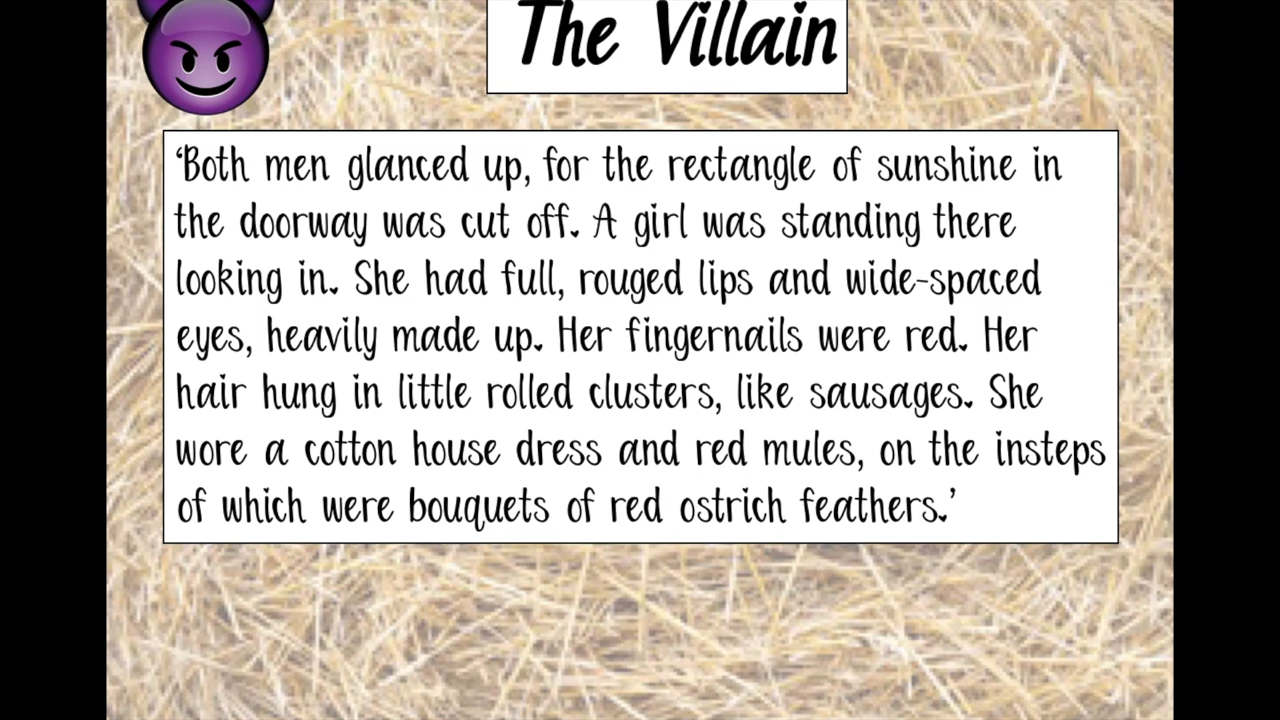 The Villain
‘Both men glanced up, for the rectangle of sunshine in
the doorway was cut off. A girl was standing there
looking in. She had full, rouged lips and wide-spaced
eyes, heavily made up. Her fingernails were red. Her
hair hung in little rolled clusters, like sausages. She
wore a cotton house dress and red mules, on the insteps
of which were bouquets of red ostrich feathers.’